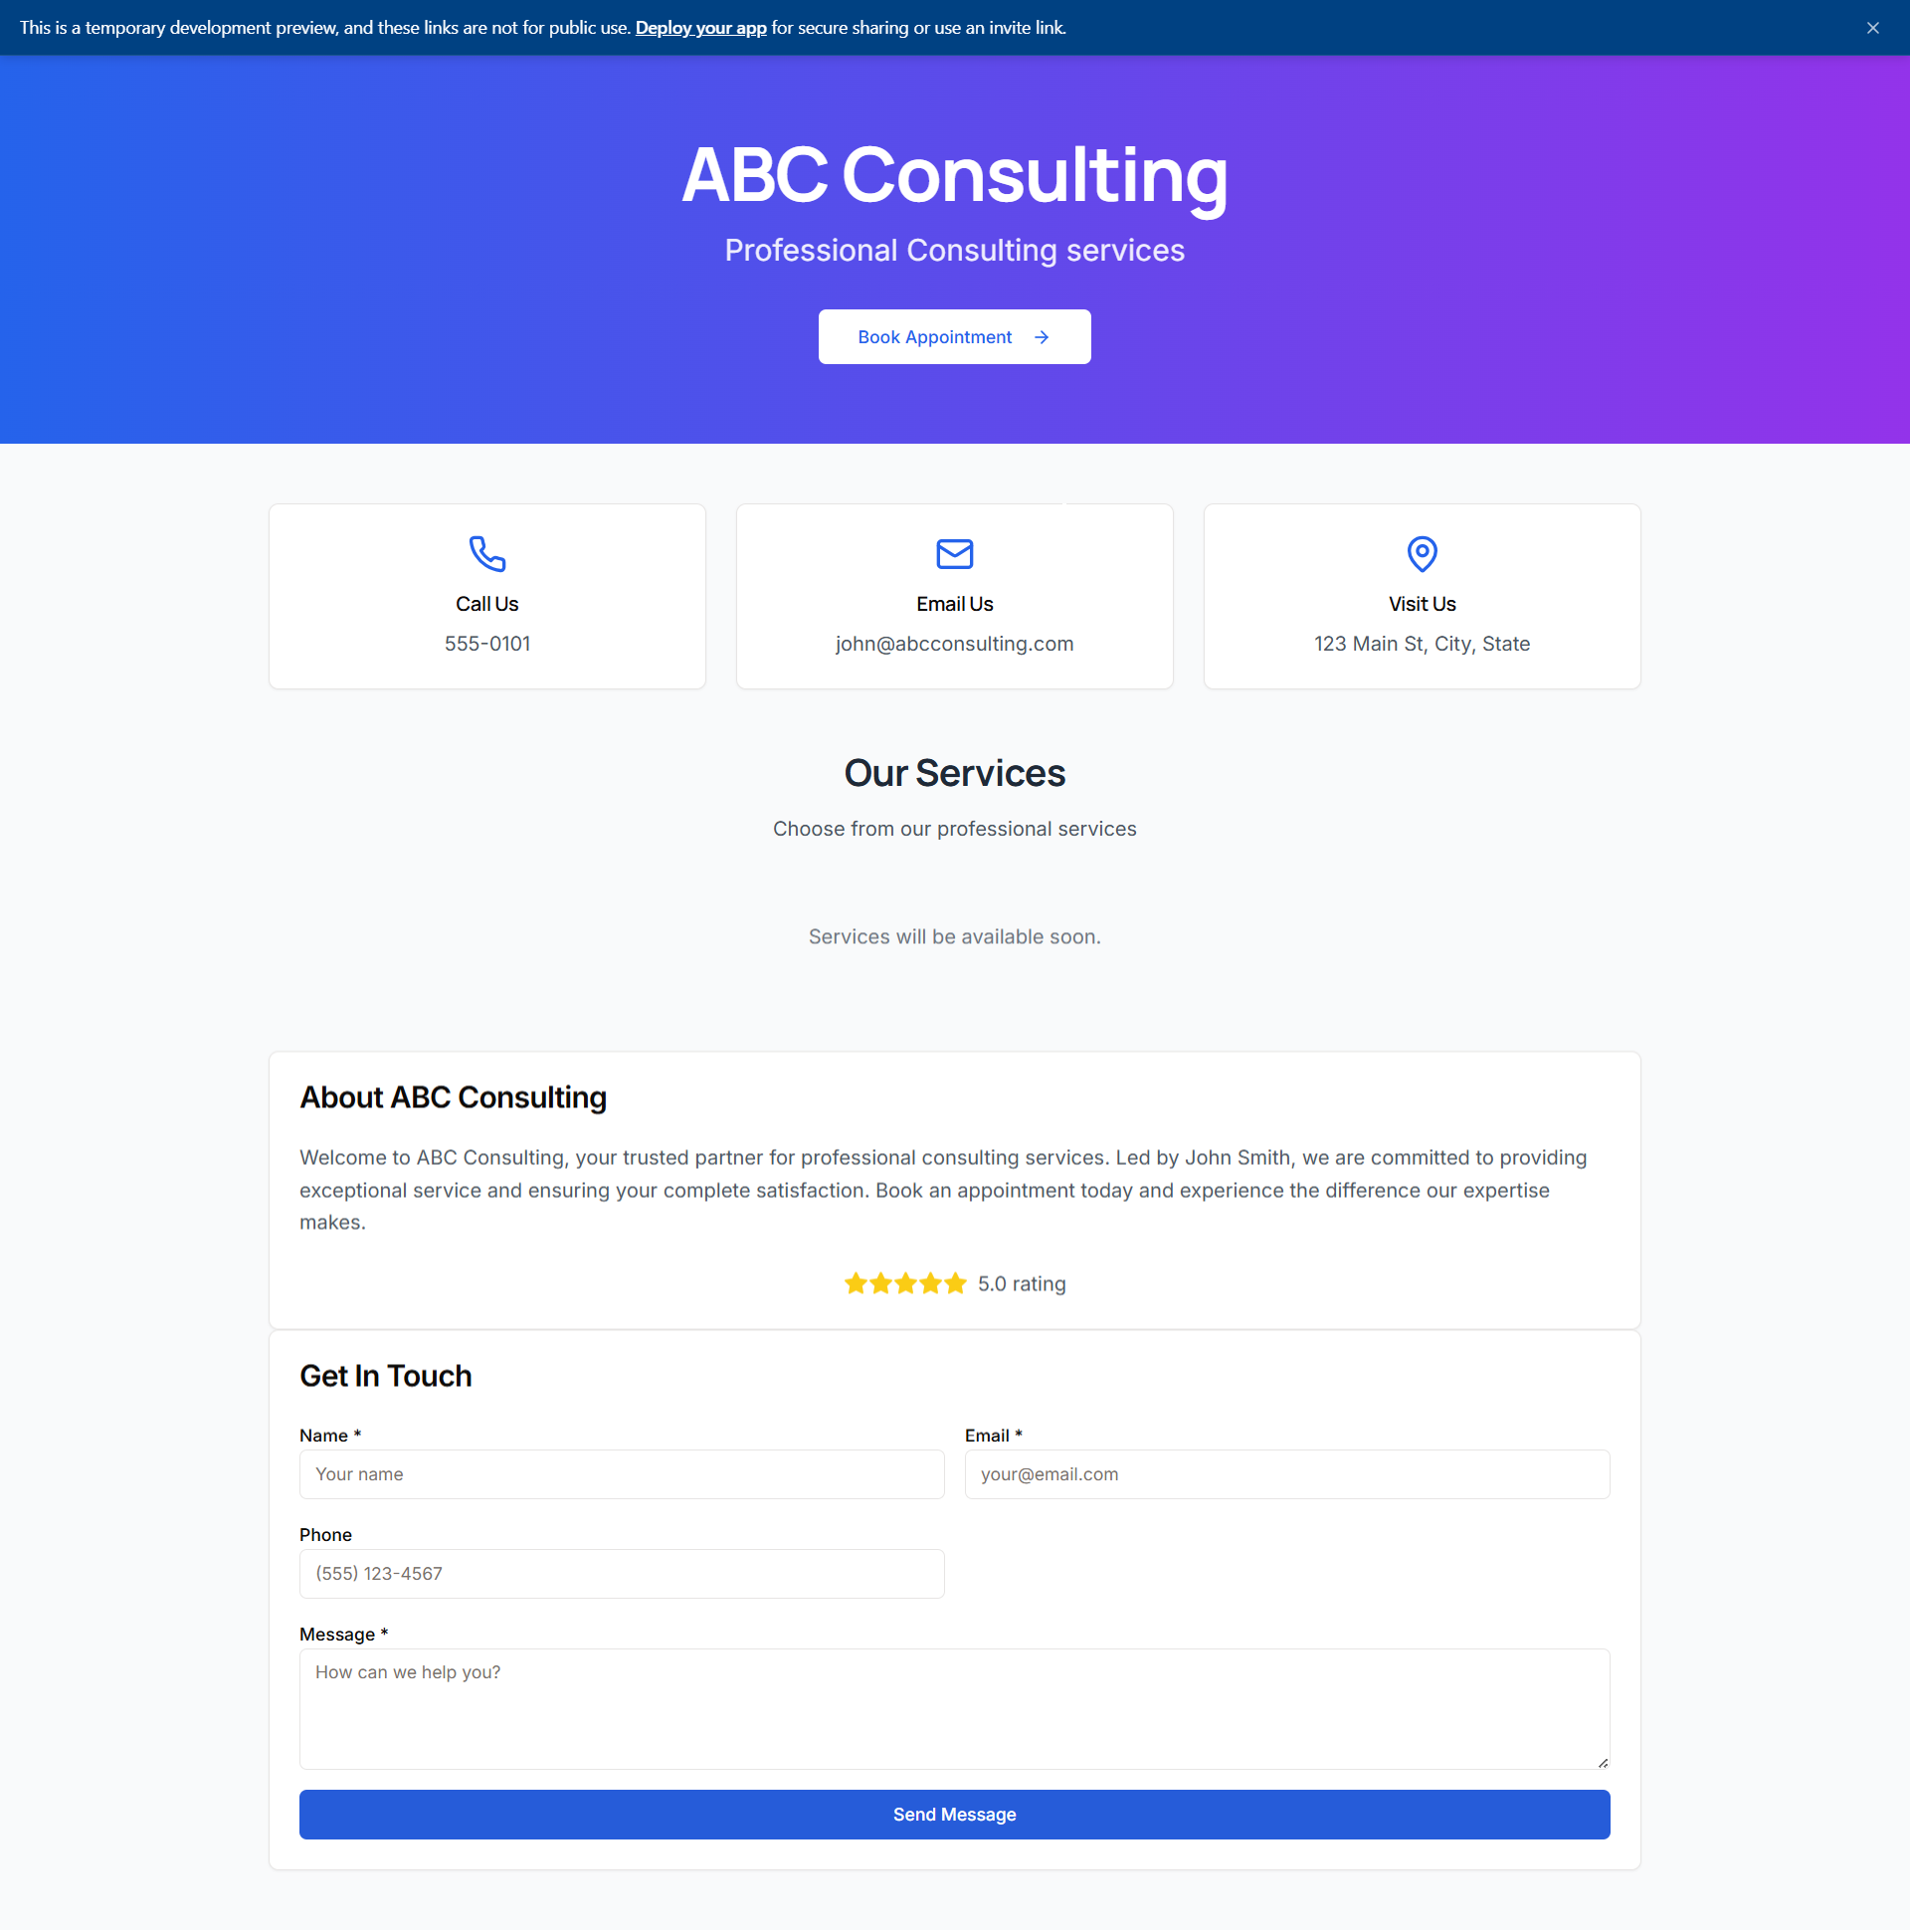 This is a temporary development preview, and these links are not for public use. Deploy your app for secure sharing or use an invite link.
ABC Consulting
Professional Consulting services
Book Appointment
Call Us
555-0101
Email Us
john@abcconsulting.com
Visit Us
123 Main St, City, State
Our Services
Choose from our professional services
Services will be available soon.
About ABC Consulting
Welcome to ABC Consulting, your trusted partner for professional consulting services. Led by John Smith, we are committed to providing
exceptional service and ensuring your complete satisfaction. Book an appointment today and experience the difference our expertise
makes.
5.0 rating
Get In Touch
Name *
Your name
Email *
your@email.com
Phone
(555) 123-4567
Message *
How can we help you?
Send Message